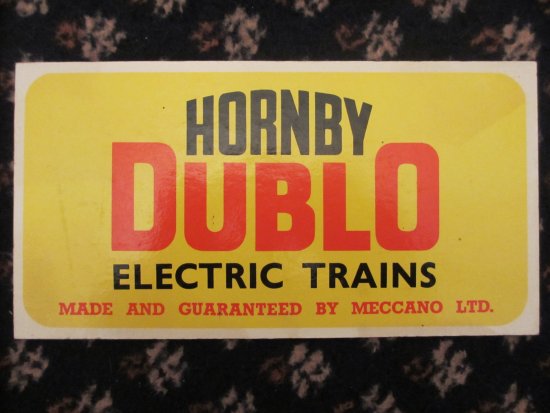 HORNBY
DUBLO
ELECTRIC TRAINS
MADE AND GUARANTEED BY MECCANO LTD.